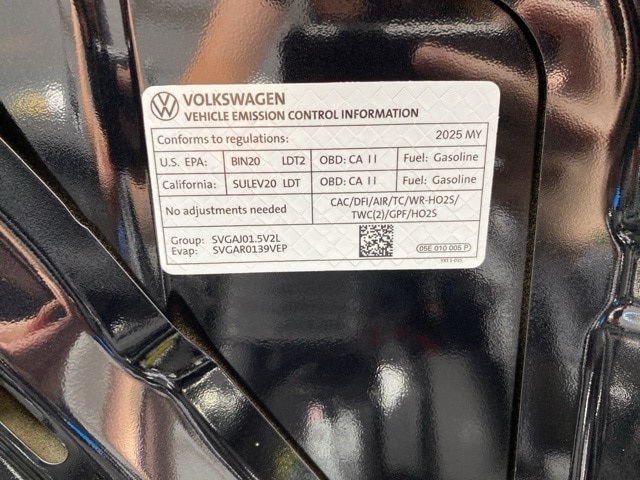 VOLKSWAGEN
VEHICLE EMISSION CONTROL INFORMATION
Conforms to regulations: 2025 MY
U.S. EPA: BIN20 LDT2 OBD: CA II Fuel: Gasoline
California: SULEV20 LDT OBD: CA II Fuel: Gasoline
No adjustments needed CAC/DFI/AIR/TC/WR-HO2S/
TWC(2)/GPF/HO2S
Group: SVGAJ01.5V2L
Evap: SVGAR0139VEP
05E 010 005 P